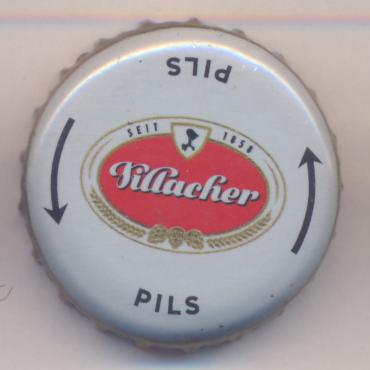 PILS
SEIT 1858
Villacher
PILS